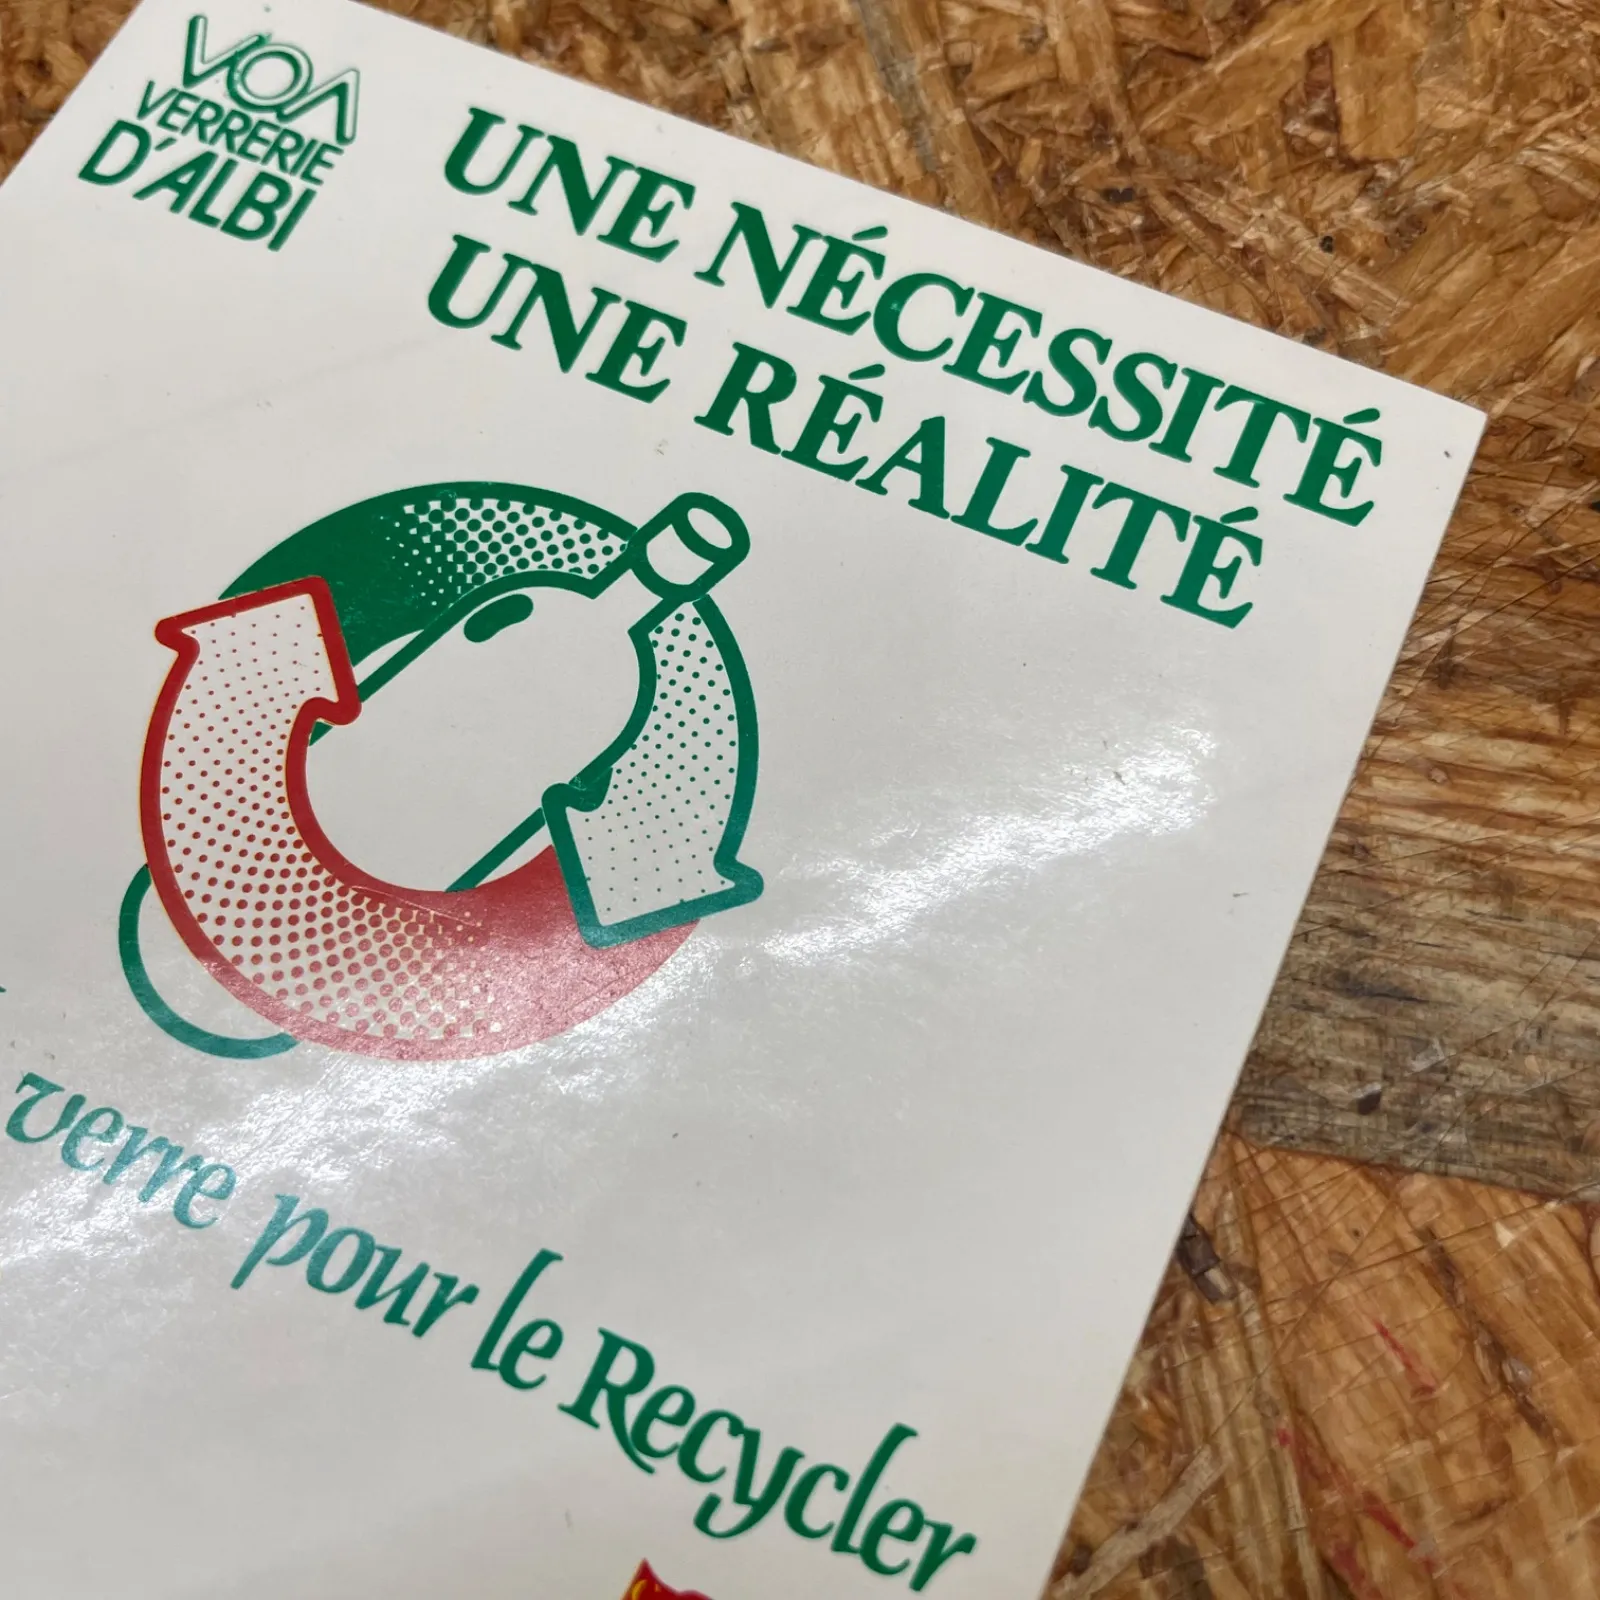 VOA
VERRERIE
D'ALBI
UNE NÉCESSITÉ
UNE RÉALITÉ
verre pour le Recycler